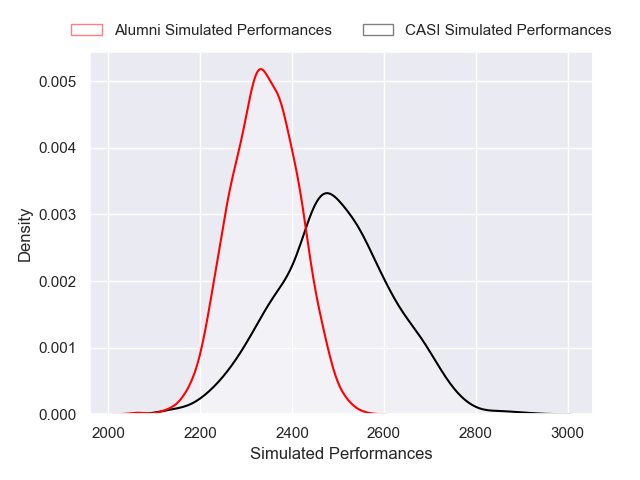 Alumni Simulated Performances CASI Simulated Performances
0.005
0.004
0.003
0.002
0.001
0.000
Density
2000 2200 2400 2600 2800 3000
Simulated Performances